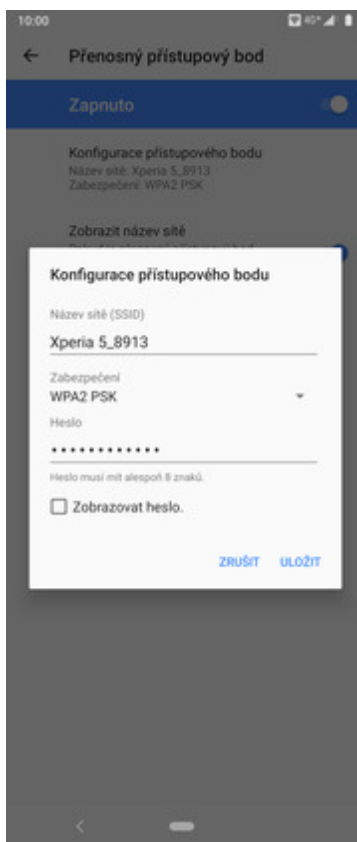 10:00
4G+
Přenosný přístupový bod
Zapnuto
Konfigurace přístupového bodu
Název sítě: Xperia 5_8913
Zabezpečení: WPA2 PSK
Zobrazit název sítě
Konfigurace přístupového bodu
Název sítě (SSID)
Xperia 5_8913
Zabezpečení
WPA2 PSK
Heslo
••••••••••••
Heslo musí mít alespoň 8 znaků.
Zobrazovat heslo.
ZRUŠIT ULOŽIT